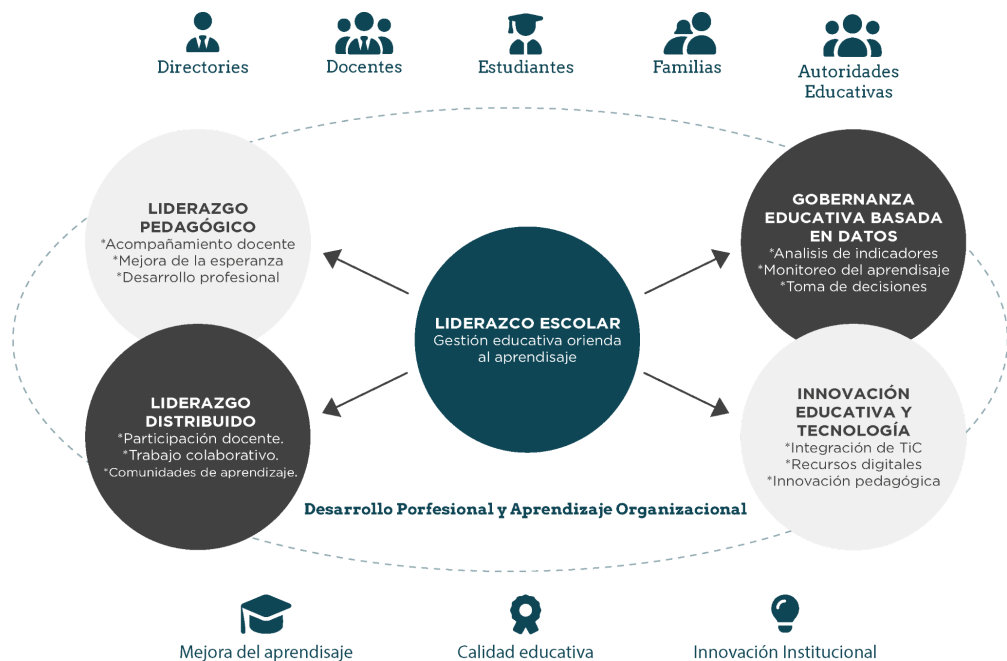 Directories
Docentes
Estudiantes
Familias
Autoridades
Educativas
LIDERAZGO
PEDAGÓGICO
*Acompañamiento docente
*Mejora de la esperanza
*Desarrollo profesional
GOBERNANZA
EDUCATIVA BASADA
EN DATOS
*Analisis de indicadores
*Monitoreo del aprendisaje
*Toma de decisiones
LIDERAZCO ESCOLAR
Gestión educativa orienda
al aprendisaje
LIDERAZGO
DISTRIBUIDO
*Participación docente.
*Trabajo colaborativo.
*Comunidades de aprendizaje.
INNOVACIÓN
EDUCATIVA Y
TECNOLOGÍA
*Integración de TiC
*Recursos digitales
*Innovación pedagógica
Desarrollo Porfesional y Aprendizaje Organizacional
Mejora del aprendisaje
Calidad educativa
Innovación Institucional